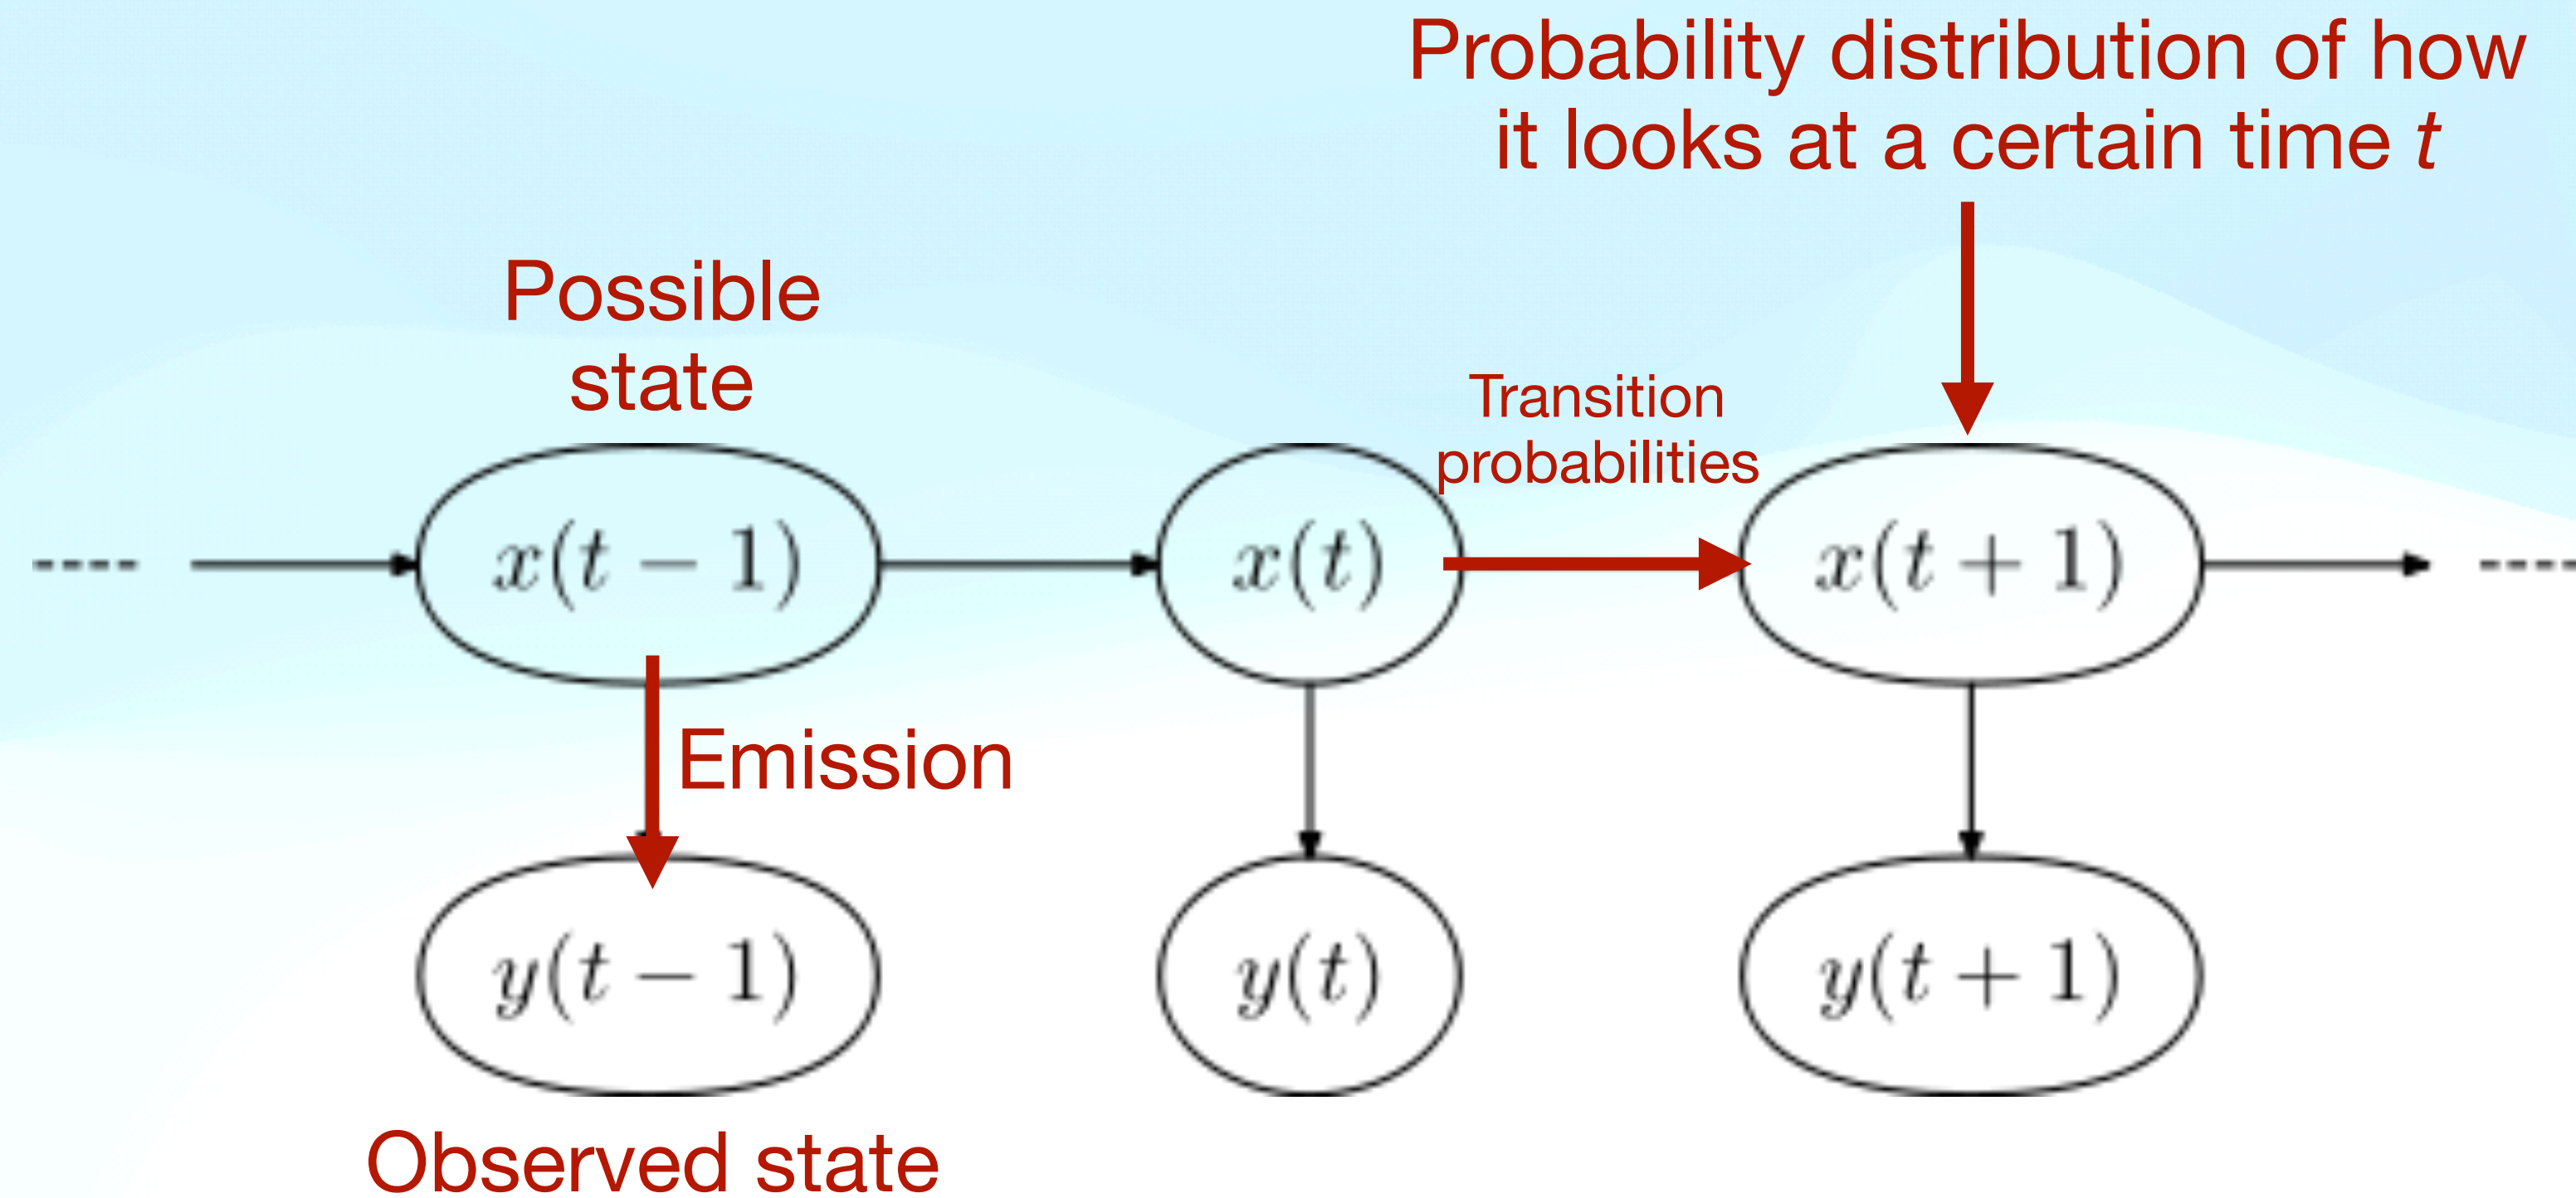 Probability distribution of how
it looks at a certain time t
Possible
state
Transition
probabilities
x(t − 1)
x(t)
x(t + 1)
Emission
y(t − 1)
y(t)
y(t + 1)
Observed state